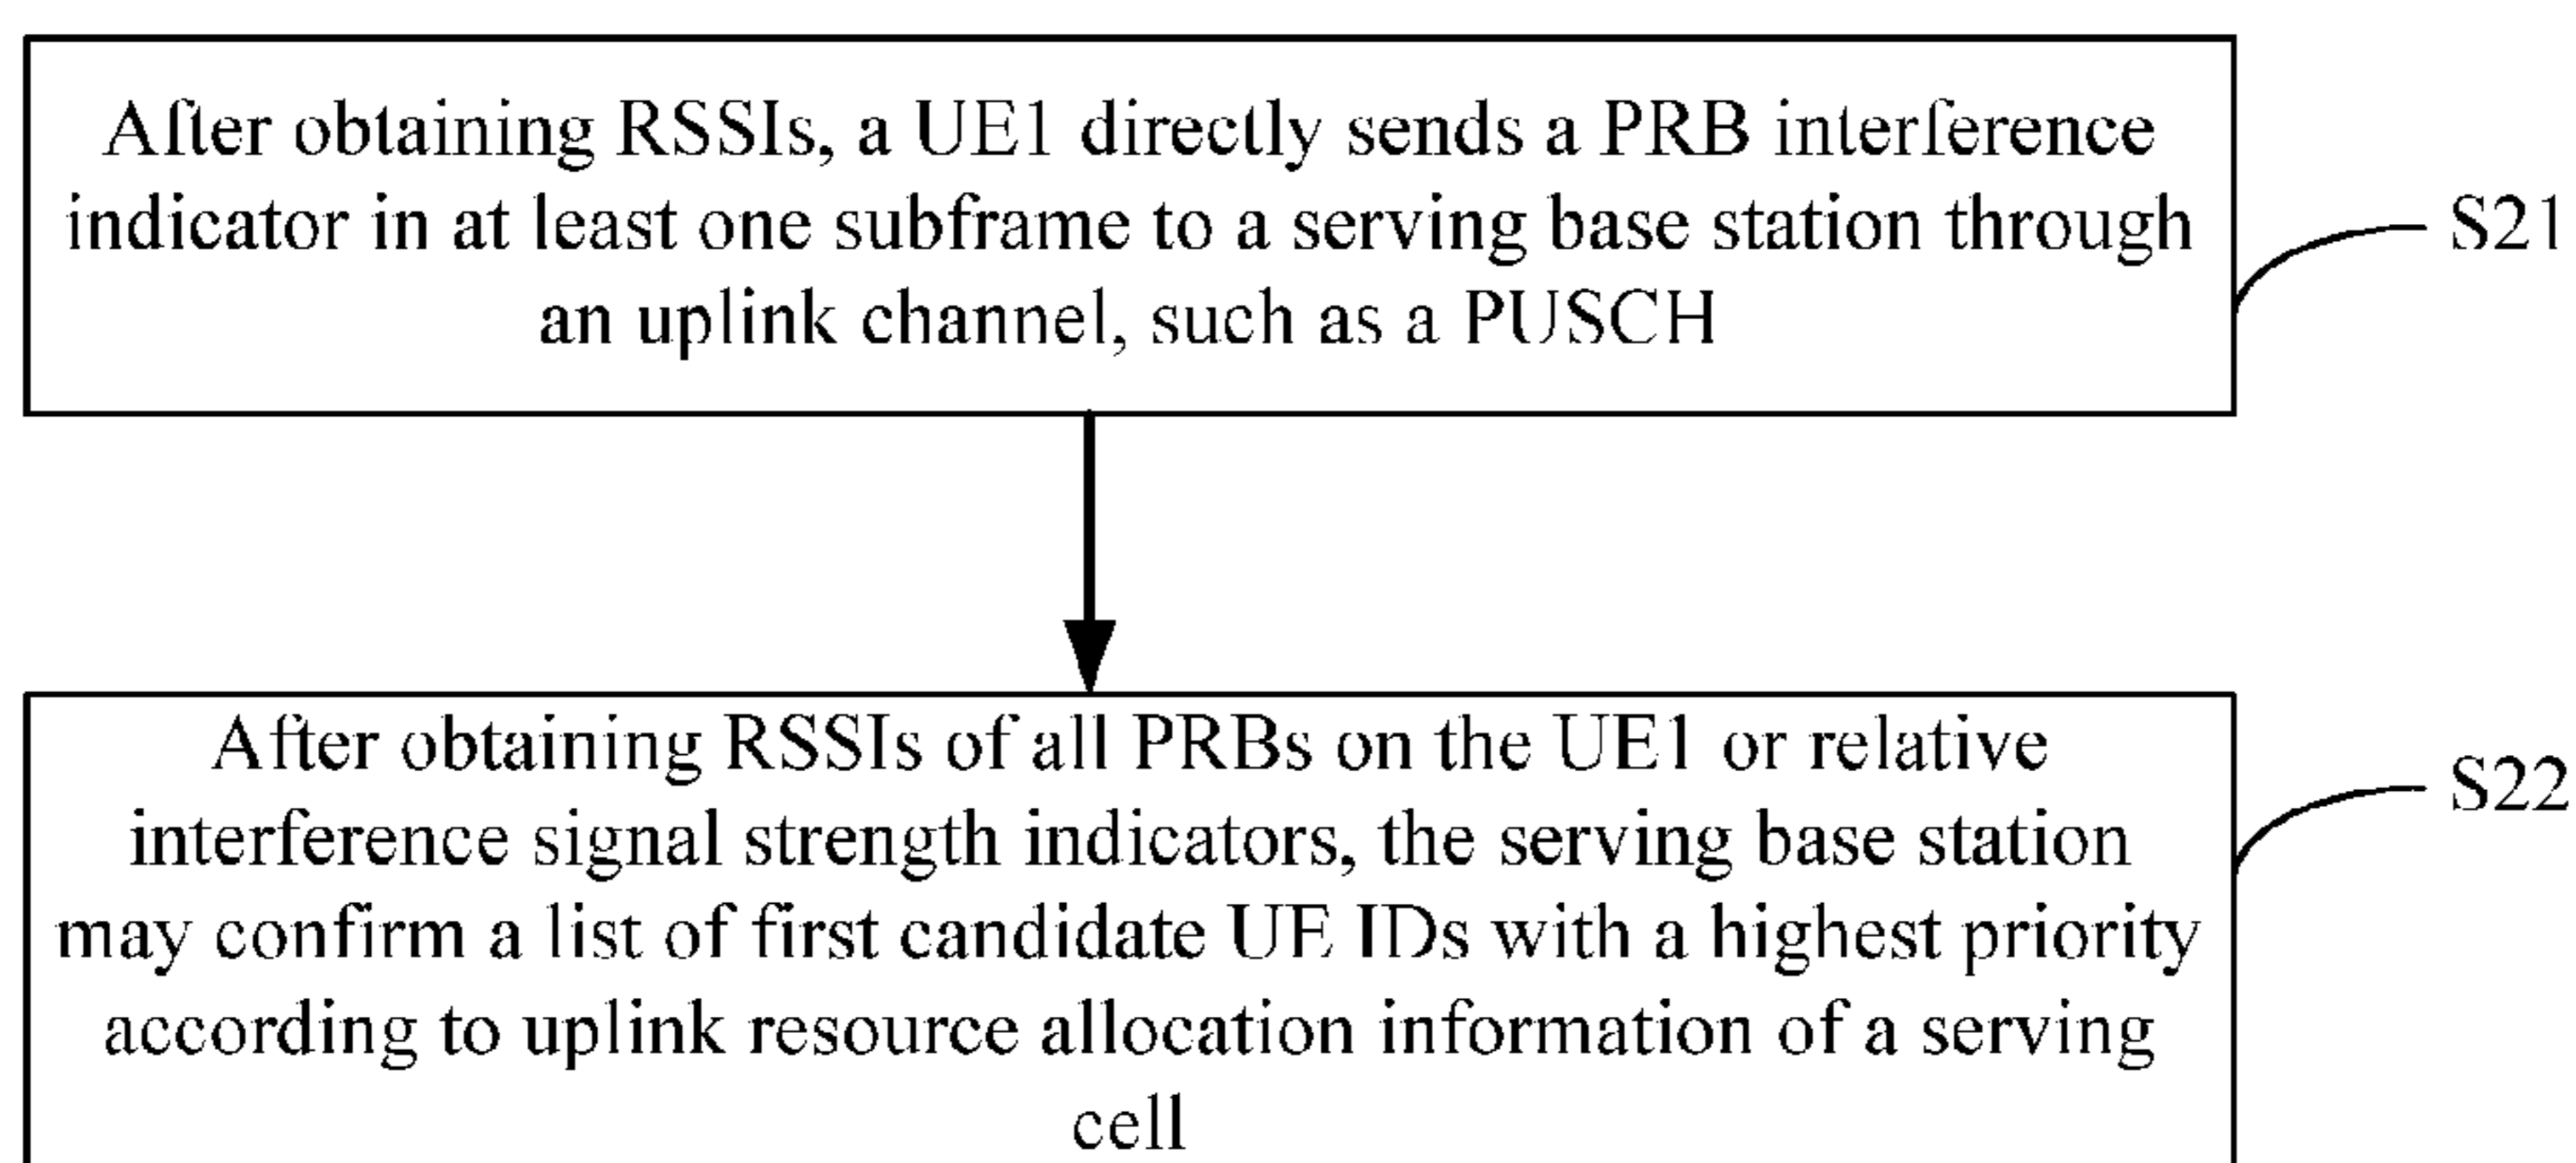 After obtaining RSSIs, a UE1 directly sends a PRB interference
indicator in at least one subframe to a serving base station through
an uplink channel, such as a PUSCH
S21
After obtaining RSSIs of all PRBs on the UE1 or relative
interference signal strength indicators, the serving base station
may confirm a list of first candidate UE IDs with a highest priority
according to uplink resource allocation information of a serving
cell
S22